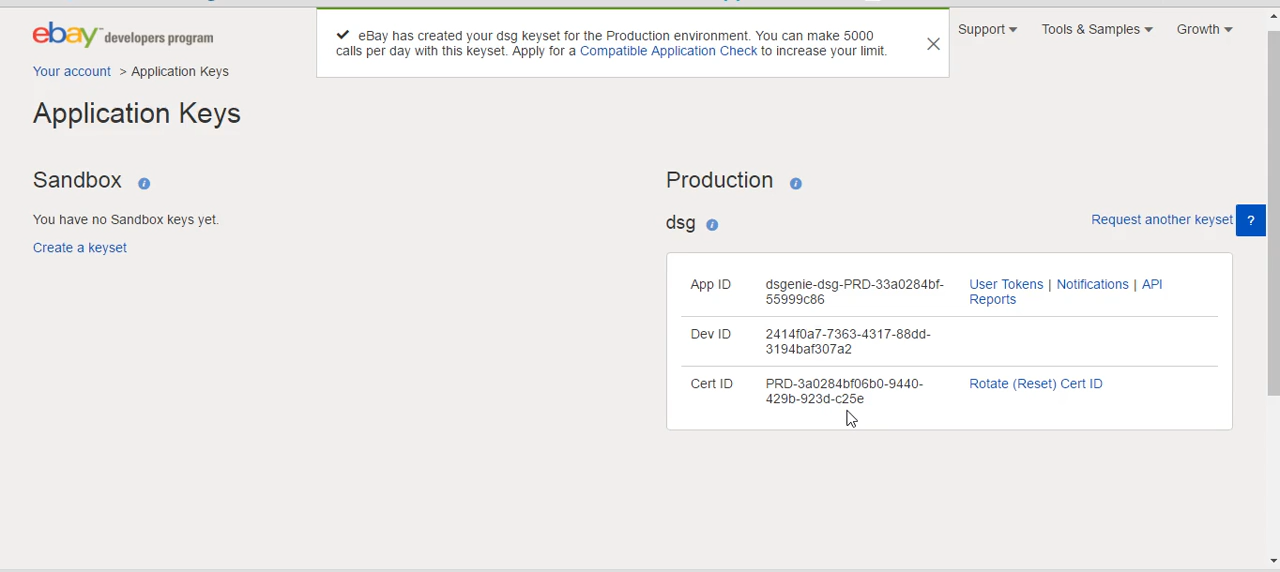 ebay developers program
✔ eBay has created your dsg keyset for the Production environment. You can make 5000
calls per day with this keyset. Apply for a Compatible Application Check to increase your limit.
Support
Tools & Samples
Growth
Your account > Application Keys
Application Keys
Sandbox
You have no Sandbox keys yet.
Create a keyset
Production
dsg
Request another keyset
?
App ID
dsgenie-dsg-PRD-33a0284bf-
55999c86
User Tokens | Notifications | API
Reports
Dev ID
2414f0a7-7363-4317-88dd-
3194baf307a2
Cert ID
PRD-3a0284bf06b0-9440-
429b-923d-c25e
Rotate (Reset) Cert ID